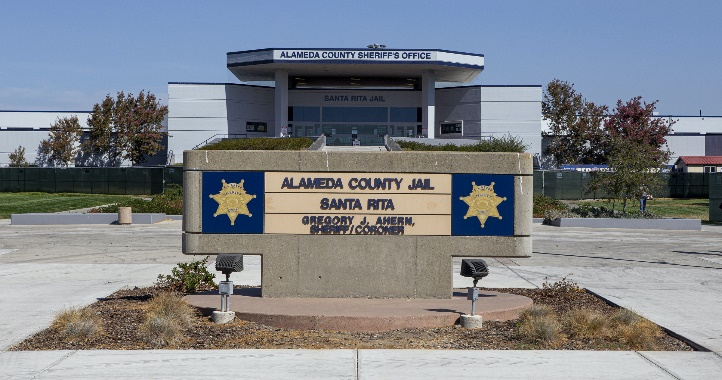 ALAMEDA COUNTY SHERIFF'S OFFICE
SANTA RITA JAIL
ALAMEDA COUNTY JAIL
SANTA RITA
GREGORY J. AHERN,
SHERIFF/CORONER